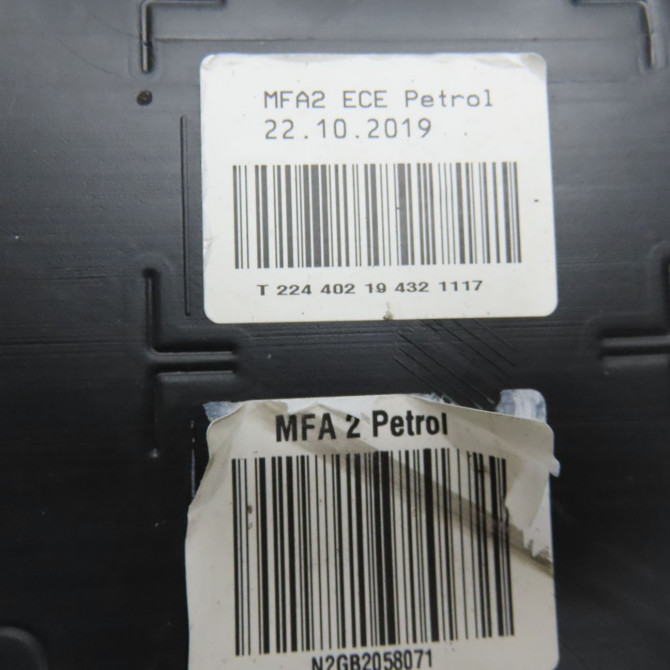 MFA2 ECE Petrol
22.10.2019
T 224 402 19 432 1117
MFA 2 Petrol
N2GB2058071